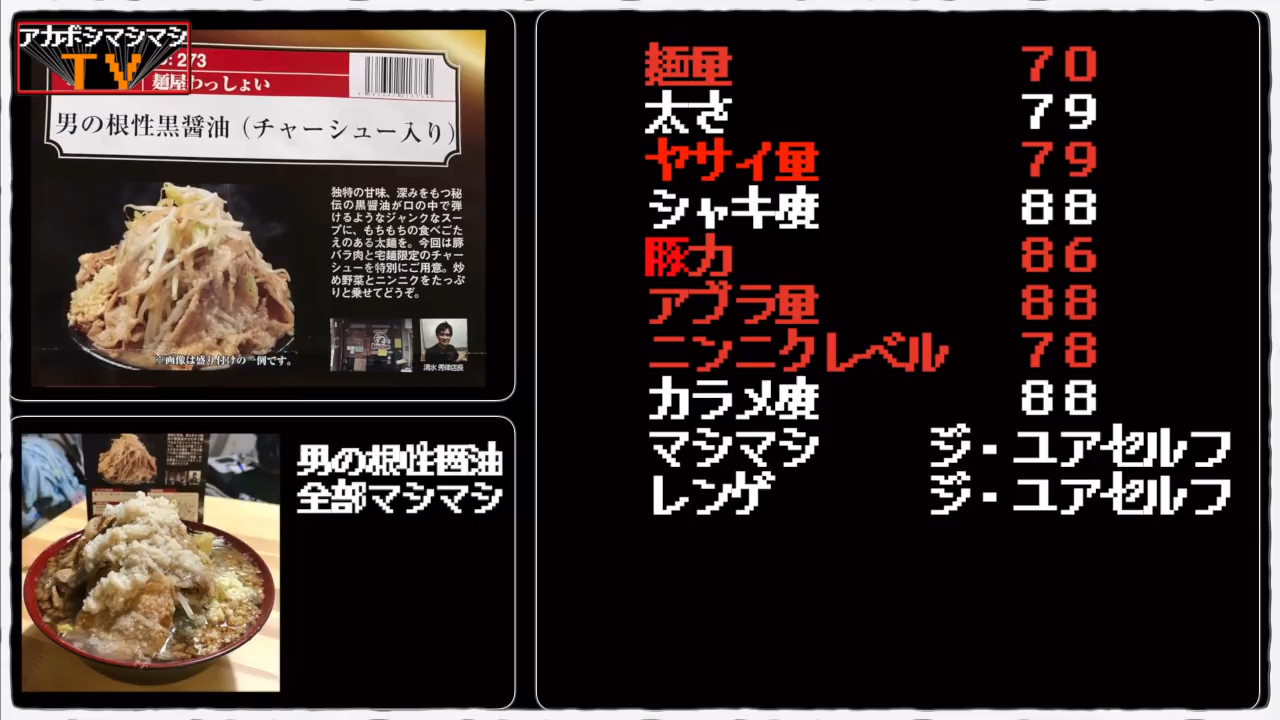 アカボシマシマシ
TV
: 273
麺屋わっしょい
男の根性黒醤油（チャーシュー入り）
独特の甘味、深みをもつ秘
伝の黒醤油が口の中で弾
けるようなジャンクなスー
プに、もちもちの食べごた
えのある太麺を。今回は豚
バラ肉と宅麺限定のチャー
シューを特別にご用意。炒
め野菜とニンニクをたっぷ
りと乗せてどうぞ。
※画像は盛り付けの一例です。
男の根性醤油
全部マシマシ
麺量 70
太さ 79
ヤサイ量 79
シャキ度 88
豚力 86
アブラ量 88
ニンニクレベル 78
カラメ度 88
マシマシ ジ・ユアセルフ
レンゲ ジ・ユアセルフ